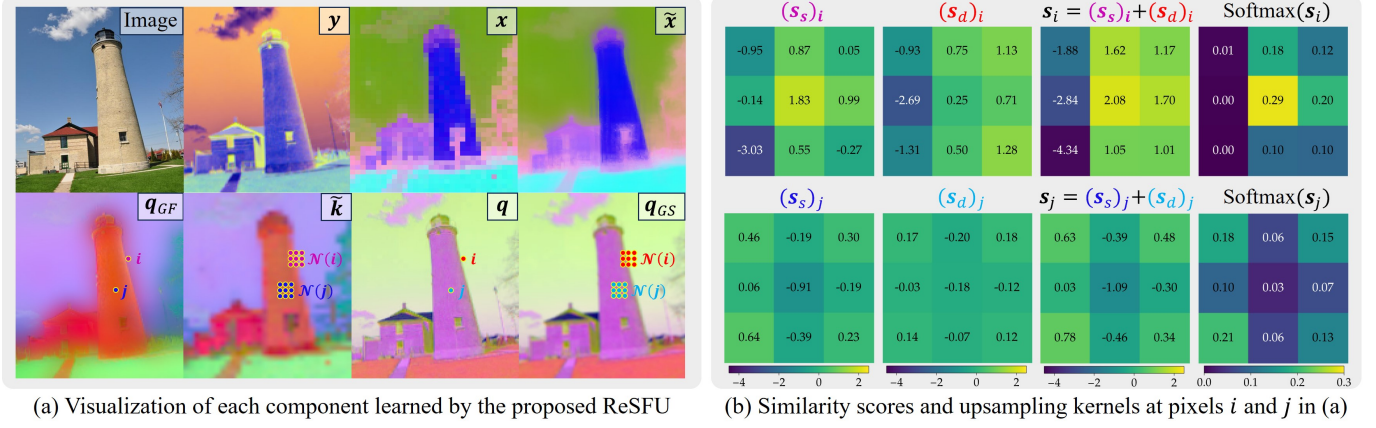 Image
y
x
x̃
q_GF
k̃
q
q_GS
i
j
𝒩(i)
𝒩(j)
i
j
𝒩(i)
𝒩(j)
(a) Visualization of each component learned by the proposed ReSFU
(s_s)_i
(s_d)_i
s_i = (s_s)_i+(s_d)_i
Softmax(s_i)
-0.95 0.87 0.05
-0.14 1.83 0.99
-3.03 0.55 -0.27
-0.93 0.75 1.13
-2.69 0.25 0.71
-1.31 0.50 1.28
-1.88 1.62 1.17
-2.84 2.08 1.70
-4.34 1.05 1.01
0.01 0.18 0.12
0.00 0.29 0.20
0.00 0.10 0.10
(s_s)_j
(s_d)_j
s_j = (s_s)_j+(s_d)_j
Softmax(s_j)
0.46 -0.19 0.30
0.06 -0.91 -0.19
0.64 -0.39 0.23
0.17 -0.20 0.18
-0.03 -0.18 -0.12
0.14 -0.07 0.12
0.63 -0.39 0.48
0.03 -1.09 -0.30
0.78 -0.46 0.34
0.18 0.06 0.15
0.10 0.03 0.07
0.21 0.06 0.13
−4 −2 0 2
−4 −2 0 2
−4 −2 0 2
0.0 0.1 0.2 0.3
(b) Similarity scores and upsampling kernels at pixels i and j in (a)